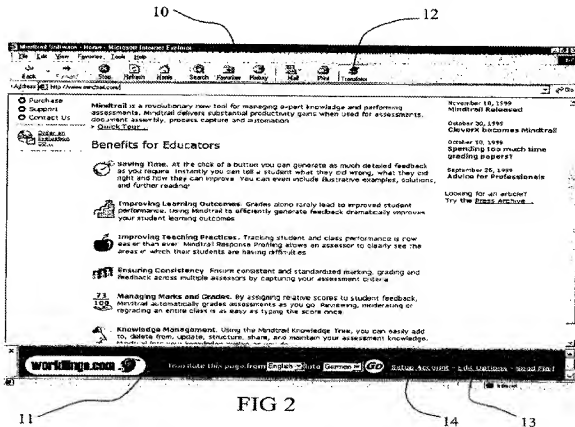 10
12
Mindtrail Software - Home - Microsoft Internet Explorer
File Edit View Favorites Tools Help
Back Forward Stop Refresh Home Search Favorites History Mail Print Translate
Address http://www.mindtrail.com/ Go
Purchase
Support
Contact Us
Order an
Evaluation
Mindtrail is a revolutionary new tool for managing expert knowledge and performing
assessments. Mindtrail delivers substantial productivity gains when used for assessments,
document assembly, process capture and automation
> Quick Tour...
Benefits for Educators
Saving Time. At the click of a button you can generate as much detailed feedback
as you require. Instantly you can tell a student what they did wrong, what they did
right and how they can improve. You can even include illustrative examples, solutions,
and further reading!
Improving Learning Outcomes. Grades alone rarely lead to improved student
performance. Using Mindtrail to efficiently generate feedback dramatically improves
your student learning outcomes
Improving Teaching Practices. Tracking student and class performance is now
easier than ever. Mindtrail Response Profiling allows an assessor to clearly see the
areas in which their students are having difficulties
Ensuring Consistency. Ensure consistent and standardized marking, grading and
feedback across multiple assessors by capturing your assessment criteria
73
100
Managing Marks and Grades. By assigning relative scores to student feedback,
Mindtrail automatically grades assessments as you go. Reviewing, moderating or
regrading an entire class is as easy as typing the score once.
Knowledge Management. Using the Mindtrail Knowledge Tree, you can easily add
to, delete from, update, structure, share, and maintain your assessment knowledge.
November 18, 1999
Mindtrail Released
October 30, 1999
CleverX becomes Mindtrail
October 10, 1999
Spending too much time
grading papers?
September 25, 1999
Advice for Professionals
Looking for an article?
Try the Press Archive...
worldlingo.com Translate this page from English into German Go Setup Account - Edit Options - Send Mail
Internet
11
FIG 2
14
13